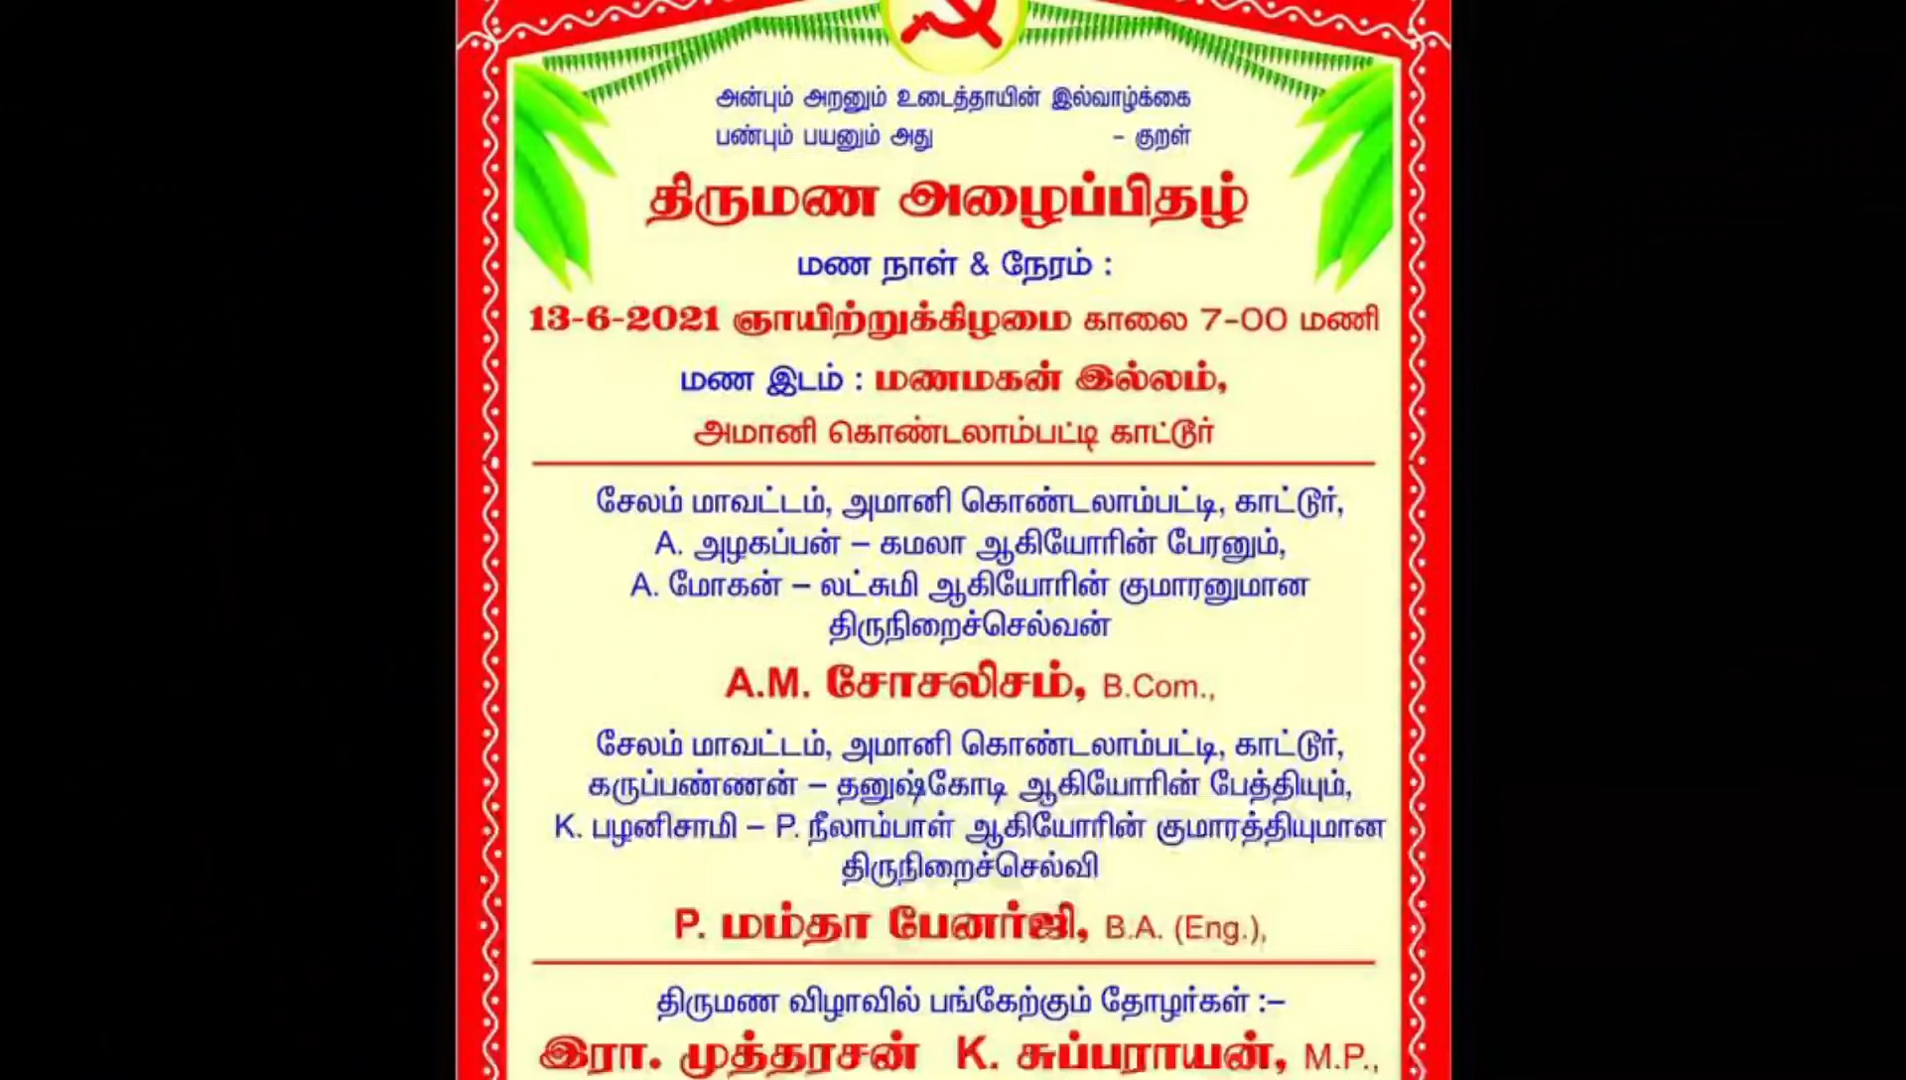 அன்பும் அறனும் உடைத்தாயின் இல்வாழ்க்கை
பண்பும் பயனும் அது - குறள்
திருமண அழைப்பிதழ்
மண நாள் & நேரம் :
13-6-2021 ஞாயிற்றுக்கிழமை காலை 7-00 மணி
மண இடம் : மணமகன் இல்லம்,
அமானி கொண்டலாம்பட்டி காட்டூர்
சேலம் மாவட்டம், அமானி கொண்டலாம்பட்டி, காட்டூர்,
A. அழகப்பன் – கமலா ஆகியோரின் பேரனும்,
A. மோகன் – லட்சுமி ஆகியோரின் குமாரனுமான
திருநிறைச்செல்வன்
A.M. சோசலிசம், B.Com.,
சேலம் மாவட்டம், அமானி கொண்டலாம்பட்டி, காட்டூர்,
கருப்பண்ணன் – தனுஷ்கோடி ஆகியோரின் பேத்தியும்,
K. பழனிசாமி – P. நீலாம்பாள் ஆகியோரின் குமாரத்தியுமான
திருநிறைச்செல்வி
P. மம்தா பேனர்ஜி, B.A. (Eng.),
திருமண விழாவில் பங்கேற்கும் தோழர்கள் :–
இரா. முத்தரசன் K. சுப்பராயன், M.P.,